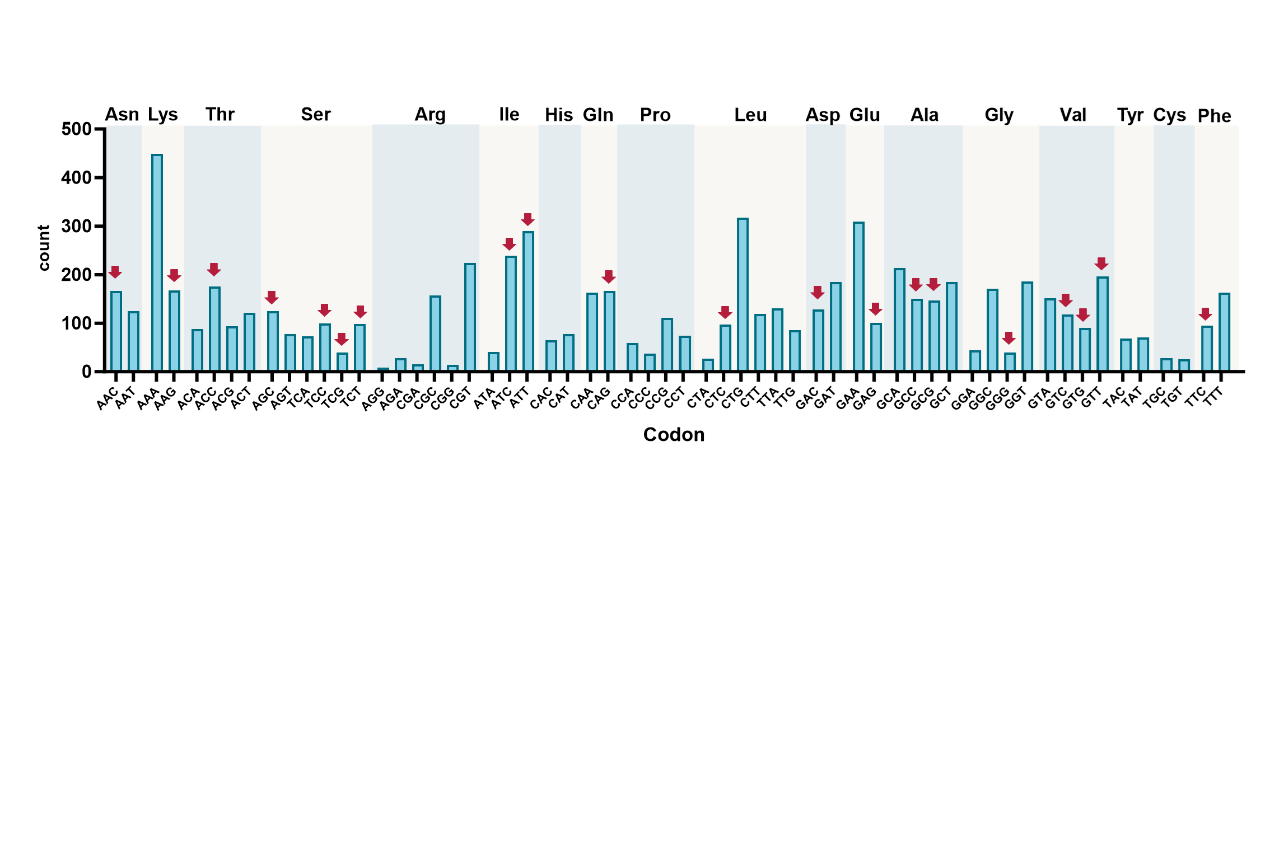 Asn Lys Thr Ser Arg Ile His Gln Pro Leu Asp Glu Ala Gly Val Tyr Cys Phe
500
400
300
200
100
0
count
AAC AAT AAA AAG ACA ACC ACG ACT AGC AGT TCA TCC TCG TCT AGG AGA CGA CGC CGG CGT ATA ATC ATT CAC CAT CAA CAG CCA CCC CCG CCT CTA CTC CTG CTT TTA TTG GAC GAT GAA GAG GCA GCC GCG GCT GGA GGC GGG GGT GTA GTC GTG GTT TAC TAT TGC TGT TTC TTT
Codon